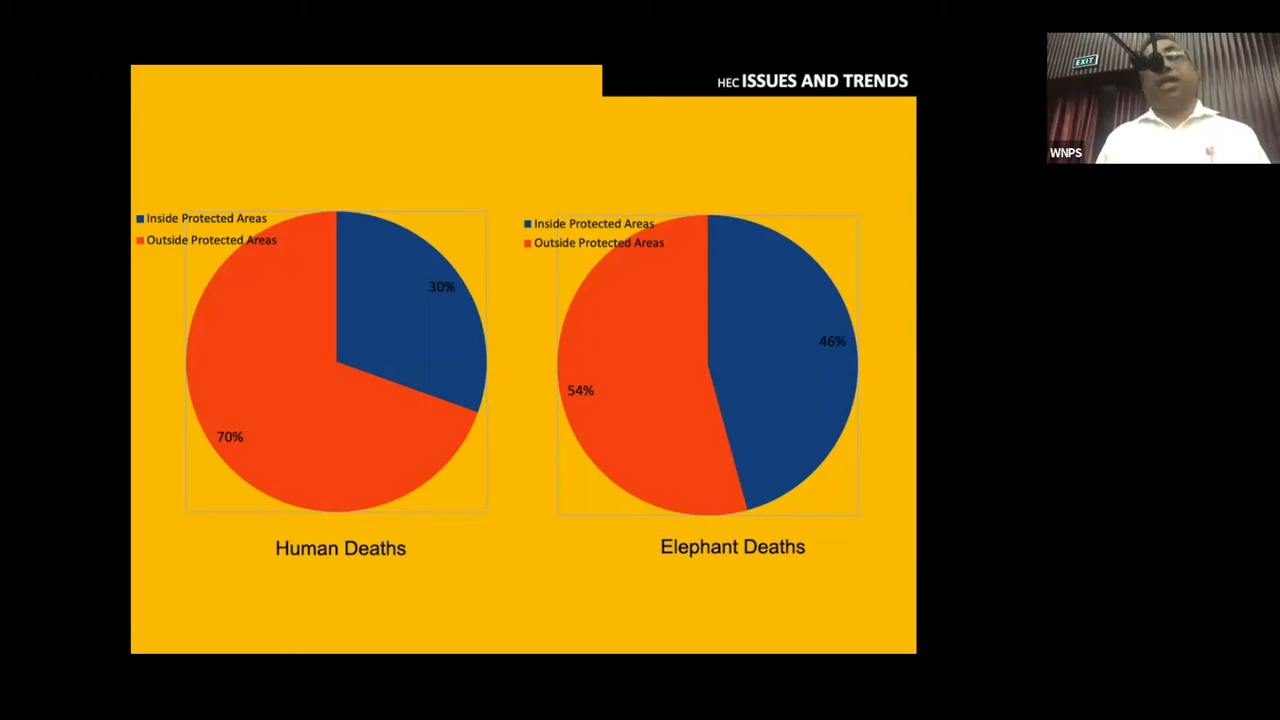 HEC ISSUES AND TRENDS
Inside Protected Areas
Outside Protected Areas
30%
70%
Human Deaths
Inside Protected Areas
Outside Protected Areas
46%
54%
Elephant Deaths
EXIT
WNPS